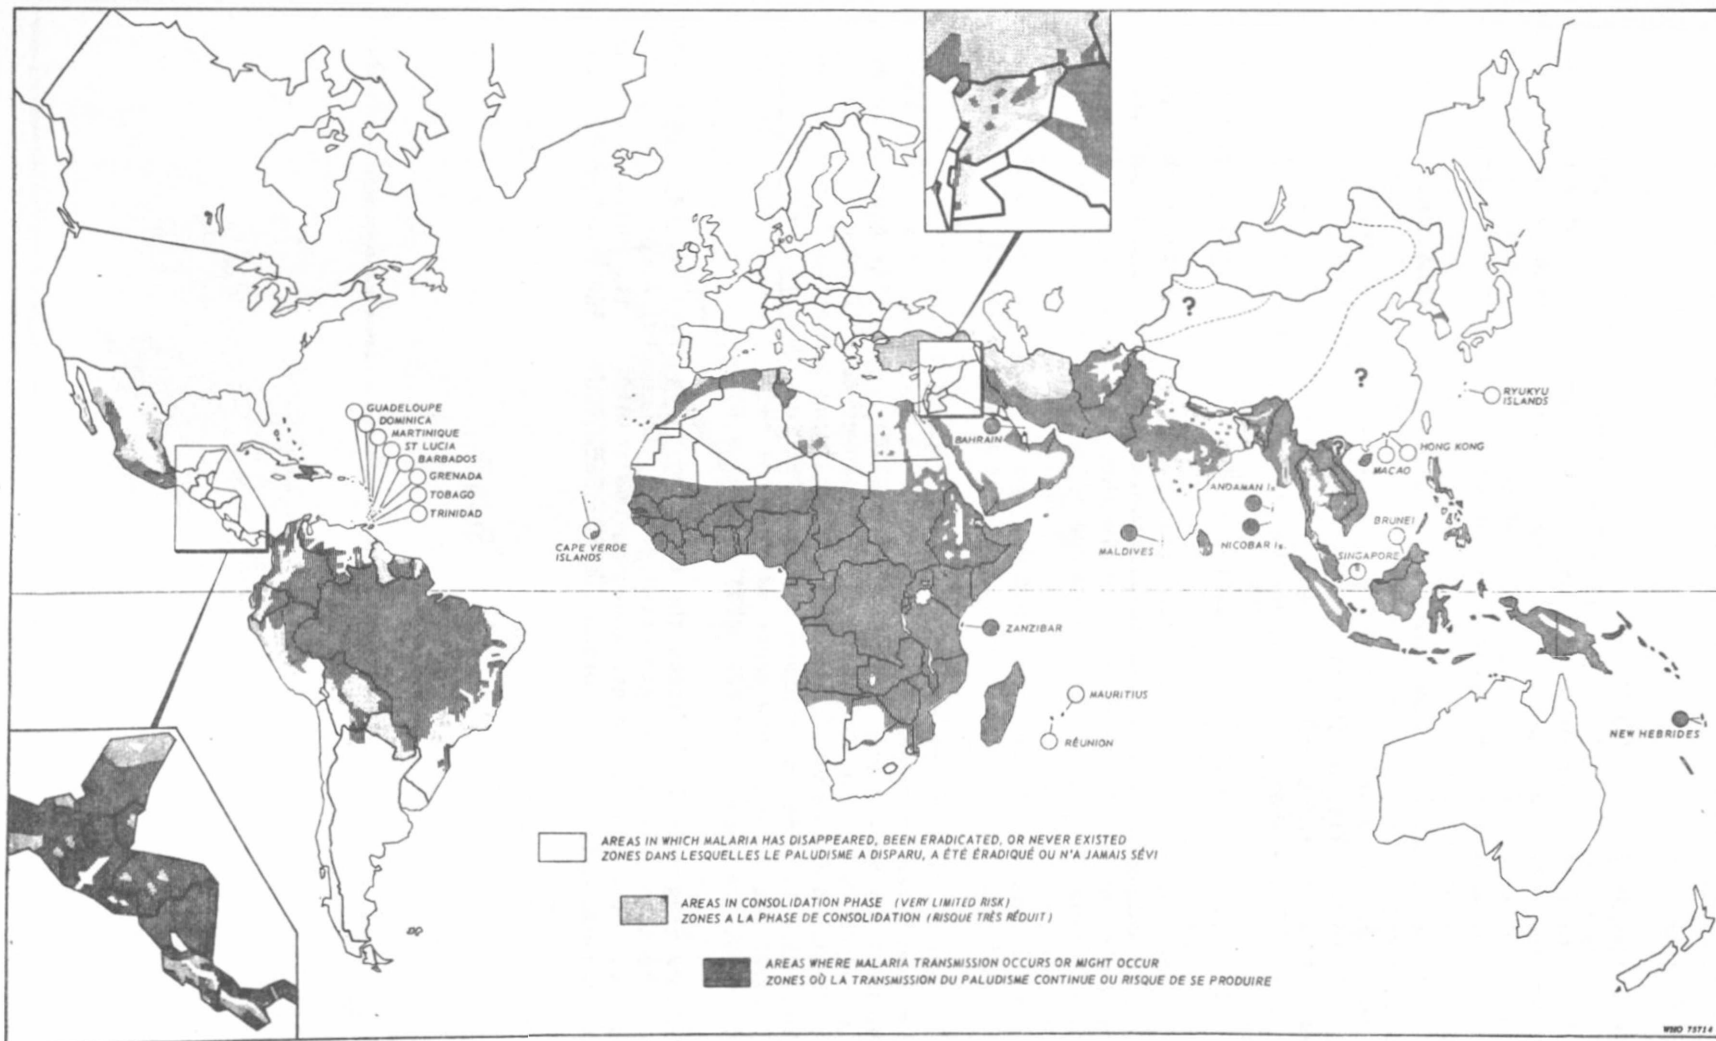 GUADELOUPE
DOMINICA
MARTINIQUE
ST LUCIA
BARBADOS
GRENADA
TOBAGO
TRINIDAD
CAPE VERDE
ISLANDS
BAHRAIN
?
?
?
RYUKYU
ISLANDS
HONG KONG
MACAO
ANDAMAN Is.
BRUNEI
MALDIVES
NICOBAR Is.
SINGAPORE
ZANZIBAR
MAURITIUS
RÉUNION
NEW HEBRIDES
AREAS IN WHICH MALARIA HAS DISAPPEARED, BEEN ERADICATED, OR NEVER EXISTED
ZONES DANS LESQUELLES LE PALUDISME A DISPARU, A ÉTÉ ÉRADIQUÉ OU N'A JAMAIS SÉVI
AREAS IN CONSOLIDATION PHASE (VERY LIMITED RISK)
ZONES A LA PHASE DE CONSOLIDATION (RISQUE TRÈS RÉDUIT)
AREAS WHERE MALARIA TRANSMISSION OCCURS OR MIGHT OCCUR
ZONES OÙ LA TRANSMISSION DU PALUDISME CONTINUE OU RISQUE DE SE PRODUIRE
WHO 73714